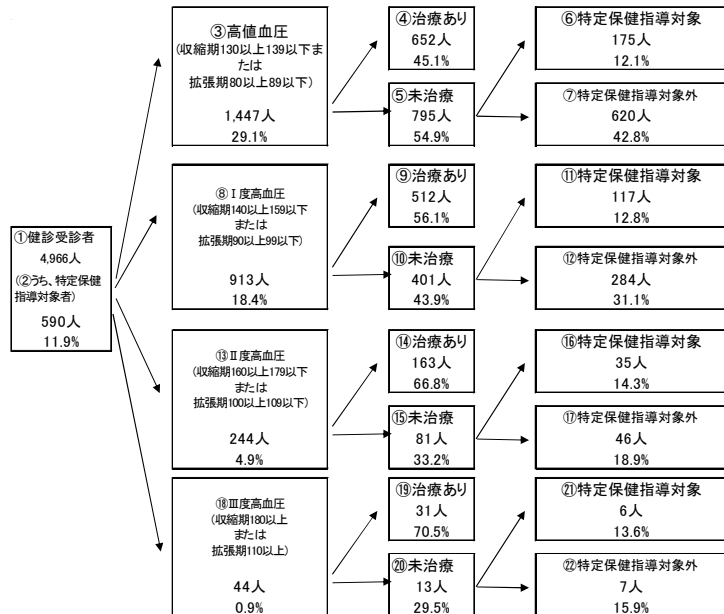 ①健診受診者
4,966人
(②うち、特定保健
指導対象者)
590人
11.9%
③高値血圧
(収縮期130以上139以下ま
たは
拡張期80以上89以下)
1,447人
29.1%
④治療あり
652人
45.1%
⑤未治療
795人
54.9%
⑥特定保健指導対象
175人
12.1%
⑦特定保健指導対象外
620人
42.8%
⑧Ⅰ度高血圧
(収縮期140以上159以下
または
拡張期90以上99以下)
913人
18.4%
⑨治療あり
512人
56.1%
⑩未治療
401人
43.9%
⑪特定保健指導対象
117人
12.8%
⑫特定保健指導対象外
284人
31.1%
⑬Ⅱ度高血圧
(収縮期160以上179以下
または
拡張期100以上109以下)
244人
4.9%
⑭治療あり
163人
66.8%
⑮未治療
81人
33.2%
⑯特定保健指導対象
35人
14.3%
⑰特定保健指導対象外
46人
18.9%
⑱Ⅲ度高血圧
(収縮期180以上
または
拡張期110以上)
44人
0.9%
⑲治療あり
31人
70.5%
⑳未治療
13人
29.5%
㉑特定保健指導対象
6人
13.6%
㉒特定保健指導対象外
7人
15.9%